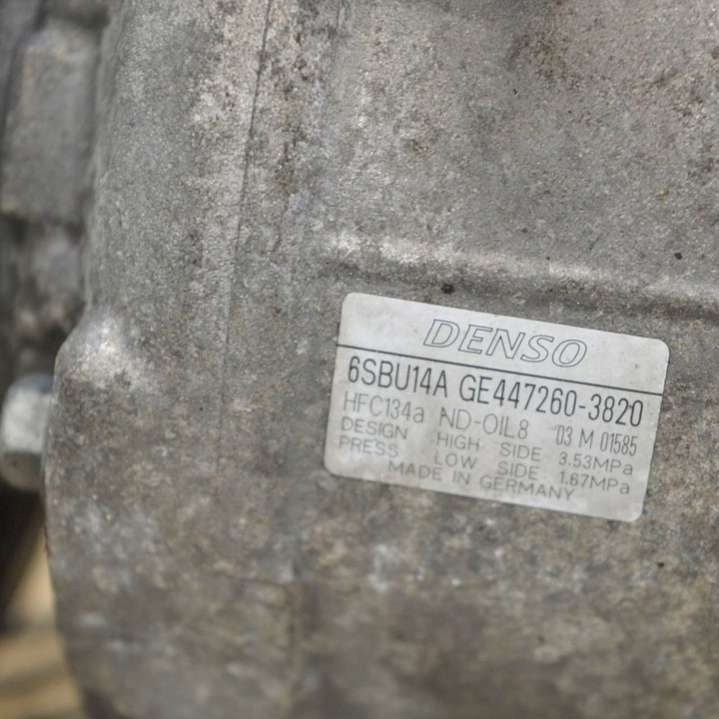 DENSO
6SBU14A GE447260-3820
HFC134a ND-OIL8 03 M 01585
DESIGN HIGH SIDE 3.53MPa
PRESS LOW SIDE 1.67MPa
MADE IN GERMANY